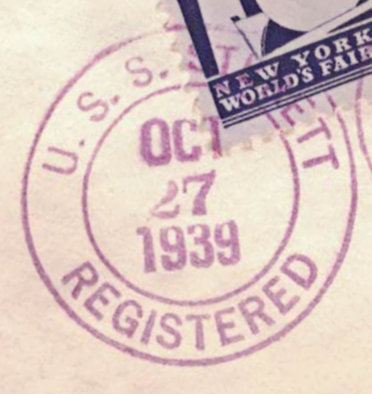 NEW YORK
WORLD'S FAIR
U. S. S.
OCT
27
1939
REGISTERED